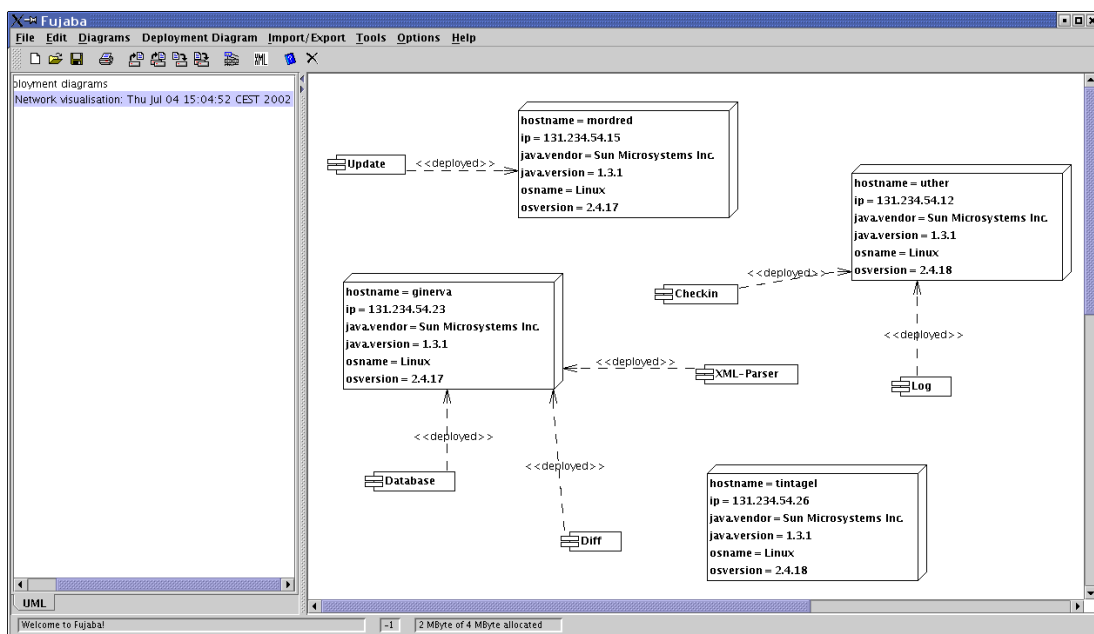 Fujaba
File Edit Diagrams Deployment Diagram Import/Export Tools Options Help
XML
ployment diagrams
Network visualisation: Thu Jul 04 15:04:52 CEST 2002
hostname = mordred
ip = 131.234.54.15
java.vendor = Sun Microsystems Inc.
java.version = 1.3.1
osname = Linux
osversion = 2.4.17
Update
<<deployed>>
hostname = uther
ip = 131.234.54.12
java.vendor = Sun Microsystems Inc.
java.version = 1.3.1
osname = Linux
osversion = 2.4.18
<<deployed>>
Checkin
hostname = ginerva
ip = 131.234.54.23
java.vendor = Sun Microsystems Inc.
java.version = 1.3.1
osname = Linux
osversion = 2.4.17
<<deployed>>
<<deployed>>
XML-Parser
Log
<<deployed>>
<<deployed>>
Database
Diff
hostname = tintagel
ip = 131.234.54.26
java.vendor = Sun Microsystems Inc.
java.version = 1.3.1
osname = Linux
osversion = 2.4.18
UML
Welcome to Fujaba!
-1
2 MByte of 4 MByte allocated